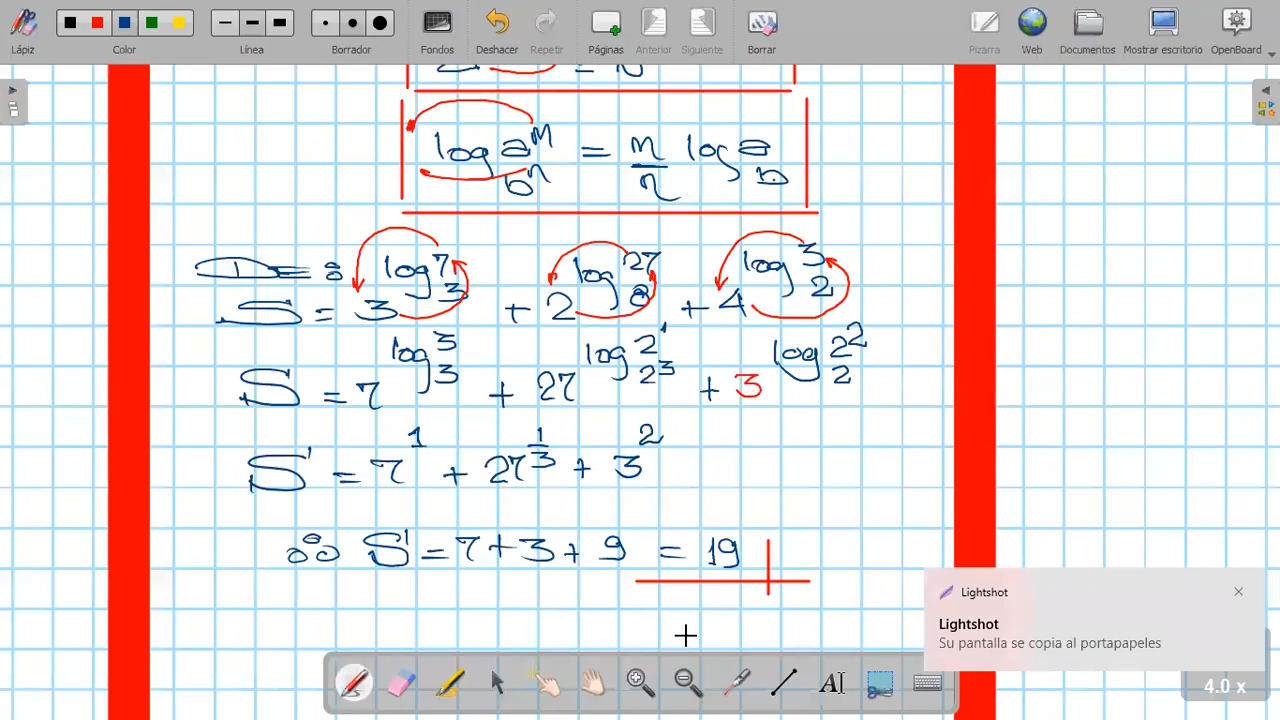 Lápiz Color Línea Borrador Fondos Deshacer Repetir Páginas Anterior Siguiente Borrar Pizarra Web Documentos Mostrar escritorio OpenBoard
log a^m b^n = m/n log a b
S = 3^log 7 3 + 2^log 27 8 + 4^log 3 2
S = 7^log 3 3 + 27^log 2^1 2^3 + 3^log 2^2 2
S = 7^1 + 27^1/3 + 3^2
S = 7 + 3 + 9 = 19
Lightshot
Lightshot
Su pantalla se copia al portapapeles
4.0 x